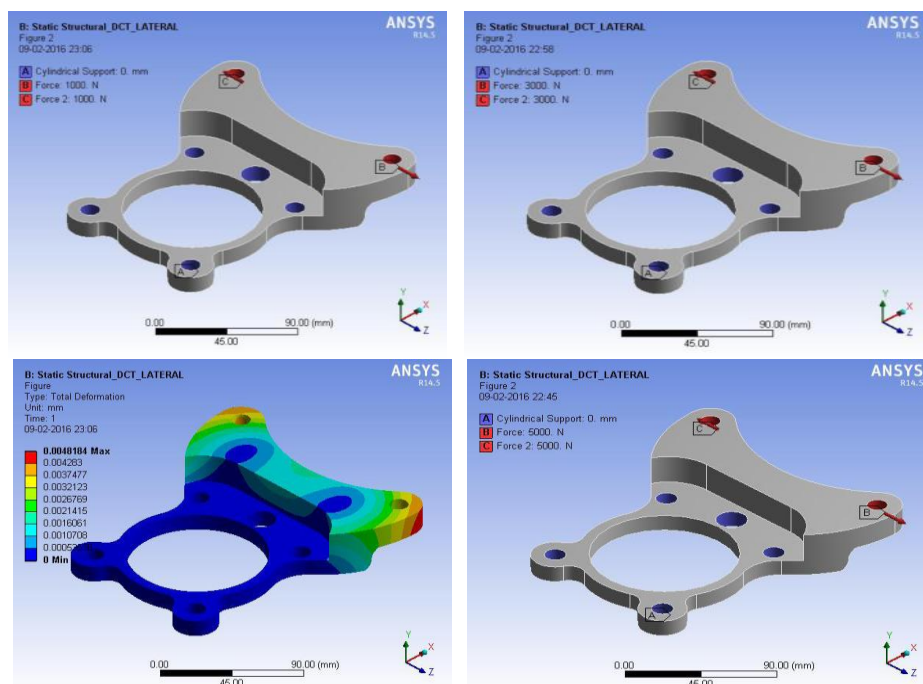 B: Static Structural_DCT_LATERAL
Figure 2
09-02-2016 23:06
A Cylindrical Support: 0. mm
B Force: 1000. N
C Force 2: 1000. N
ANSYS
R14.5
C
B
A
Y
X
Z
0.00 90.00 (mm)
45.00
B: Static Structural_DCT_LATERAL
Figure 2
09-02-2016 22:58
A Cylindrical Support: 0. mm
B Force: 3000. N
C Force 2: 3000. N
ANSYS
R14.5
C
B
A
Y
X
Z
0.00 90.00 (mm)
45.00
B: Static Structural_DCT_LATERAL
Figure
Type: Total Deformation
Unit: mm
Time: 1
09-02-2016 23:06
ANSYS
R14.5
0.0048184 Max
0.004283
0.0037477
0.0032123
0.0026769
0.0021415
0.0016061
0.0010708
0 Min
Y
X
Z
0.00 90.00 (mm)
45.00
B: Static Structural_DCT_LATERAL
Figure 2
09-02-2016 22:45
A Cylindrical Support: 0. mm
B Force: 5000. N
C Force 2: 5000. N
ANSYS
R14.5
C
B
A
Y
X
Z
0.00 90.00 (mm)
45.00